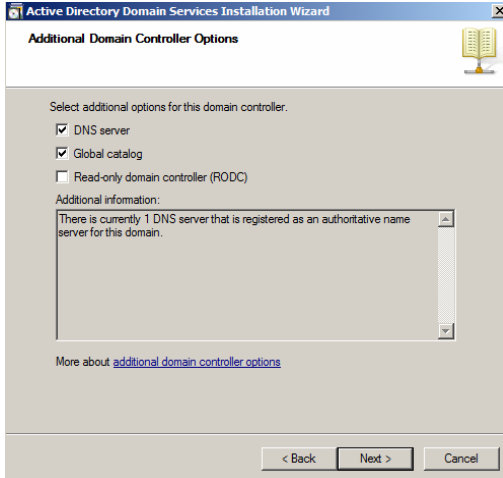 Active Directory Domain Services Installation Wizard
Additional Domain Controller Options
Select additional options for this domain controller.
DNS server
Global catalog
Read-only domain controller (RODC)
Additional information:
There is currently 1 DNS server that is registered as an authoritative name
server for this domain.
More about additional domain controller options
< Back Next > Cancel